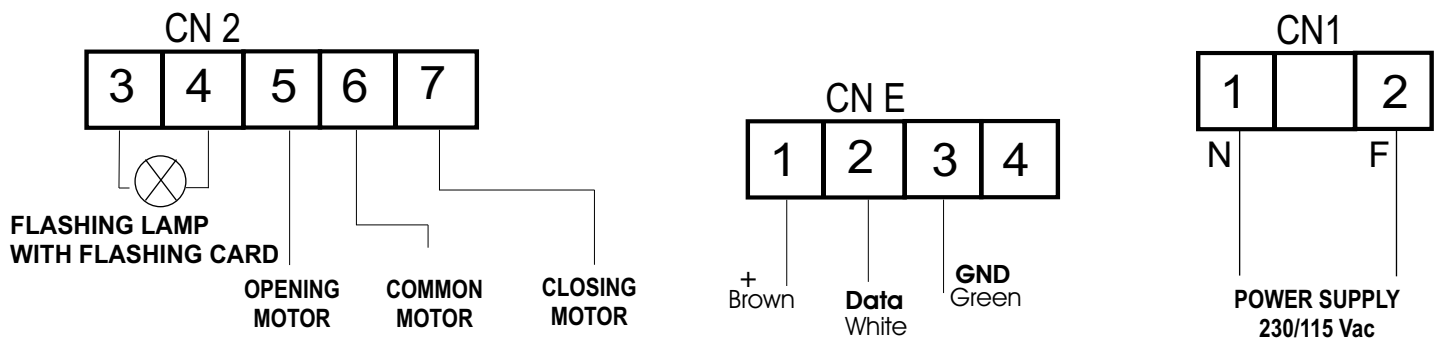 CN 2
3 4 5 6 7
FLASHING LAMP
WITH FLASHING CARD
OPENING
MOTOR
COMMON
MOTOR
CLOSING
MOTOR
CN E
1 2 3 4
+
Brown
Data
White
GND
Green
CN1
1 2
N F
POWER SUPPLY
230/115 Vac